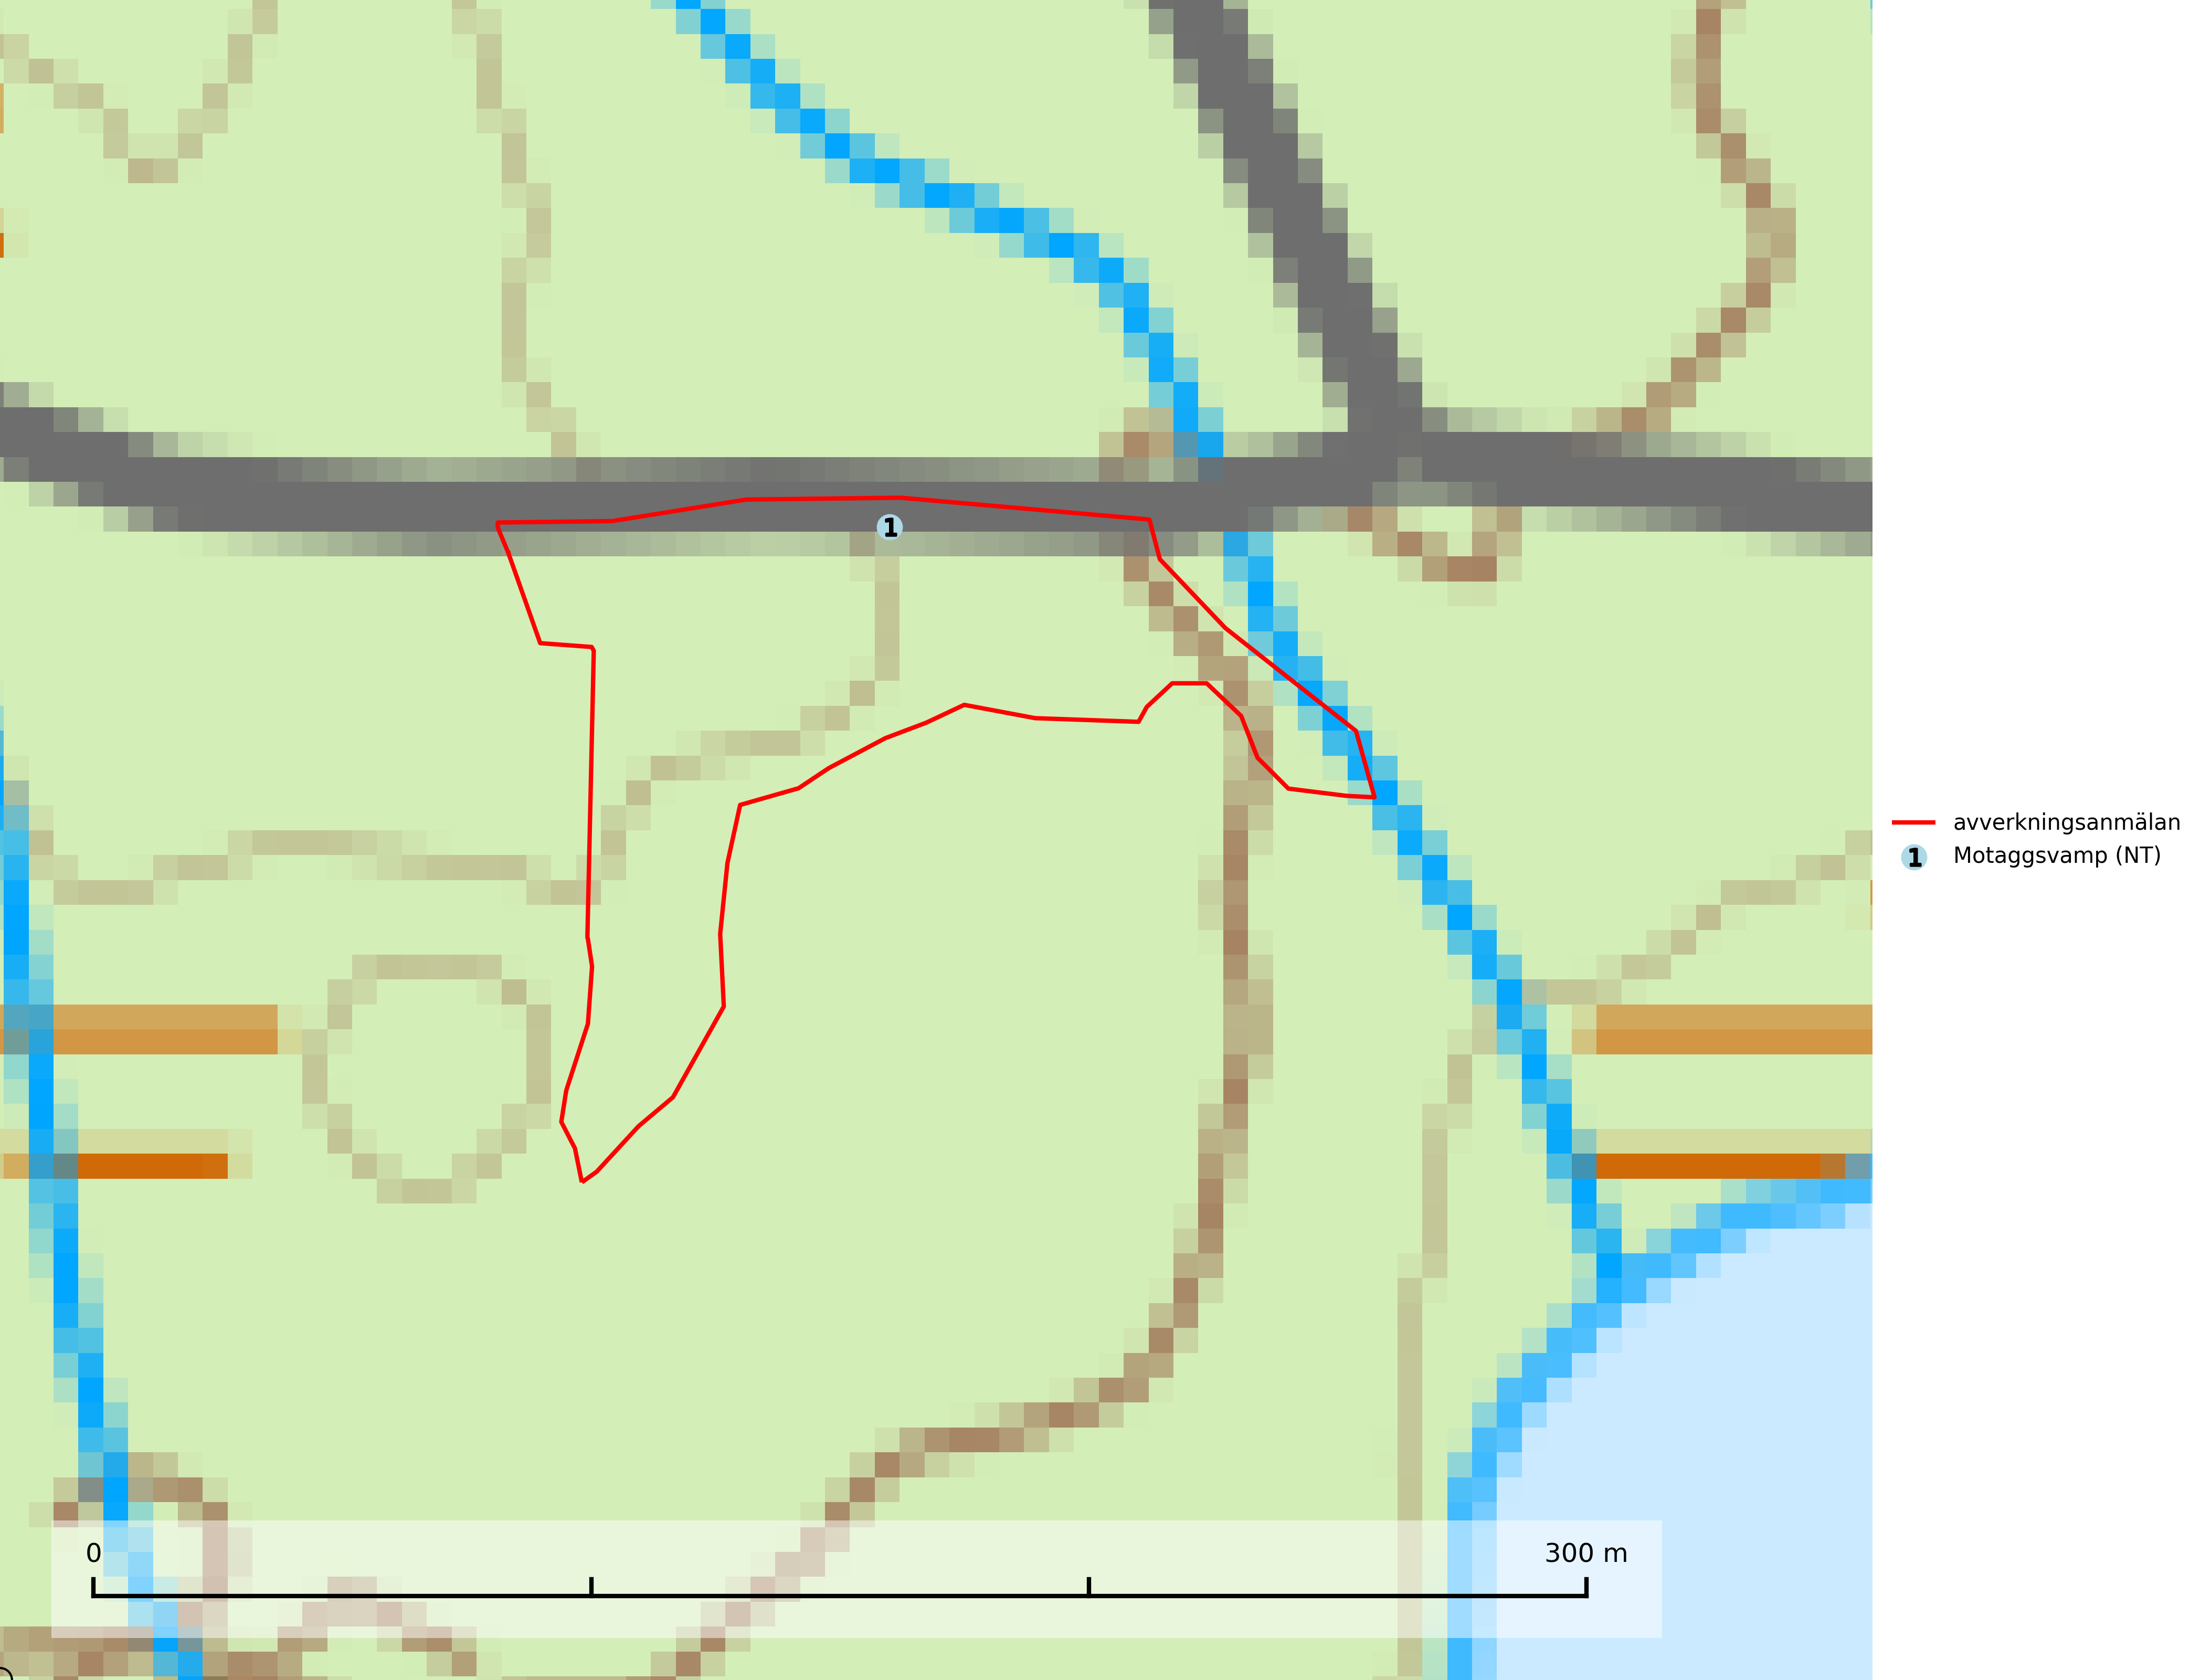 1
avverkningsanmälan
1 Motaggsvamp (NT)
0 300 m